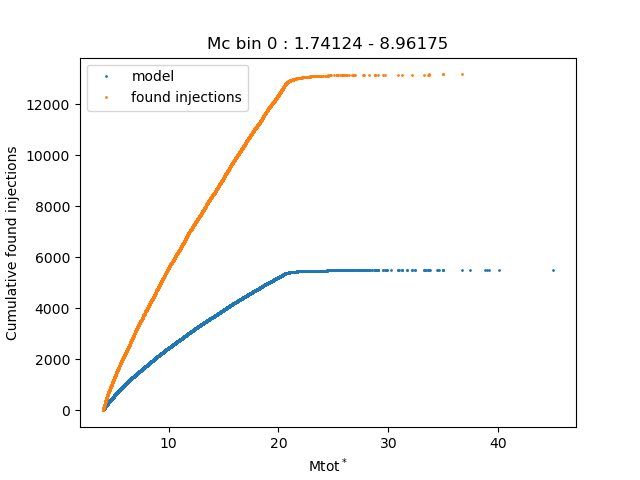 Mc bin 0 : 1.74124 - 8.96175
model
found injections
Cumulative found injections
12000
10000
8000
6000
4000
2000
0
10
20
30
40
Mtot*